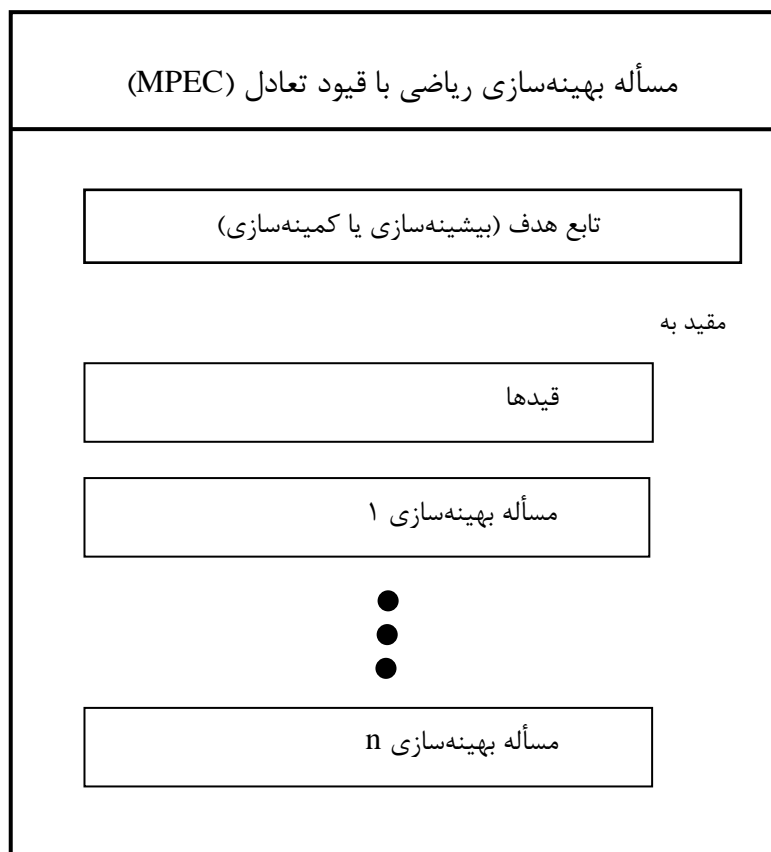 مسأله بهینه‌سازی ریاضی با قیود تعادل (MPEC)
تابع هدف (بیشینه‌سازی یا کمینه‌سازی)
مقید به
قیدها
مسأله بهینه‌سازی ۱
مسأله بهینه‌سازی n